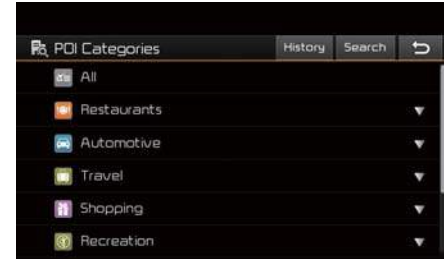 POI Categories History Search
All
Restaurants
Automotive
Travel
Shopping
Recreation